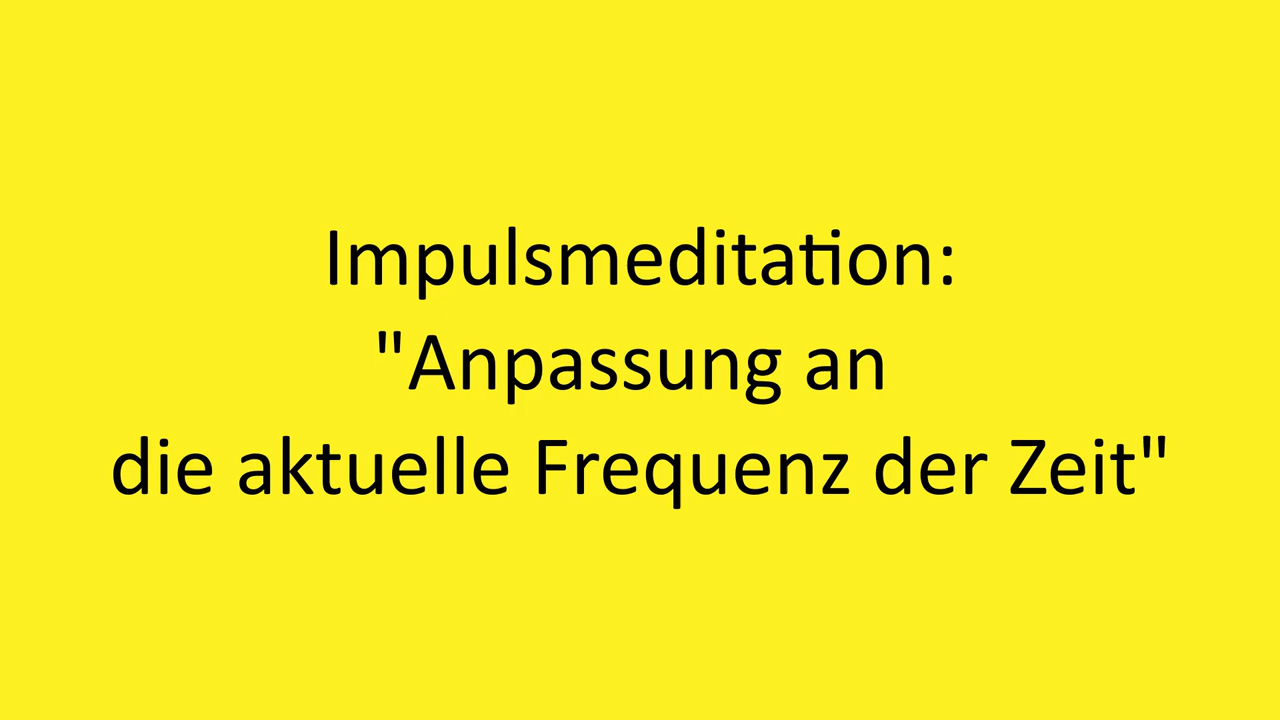 Impulsmeditation:
"Anpassung an
die aktuelle Frequenz der Zeit"